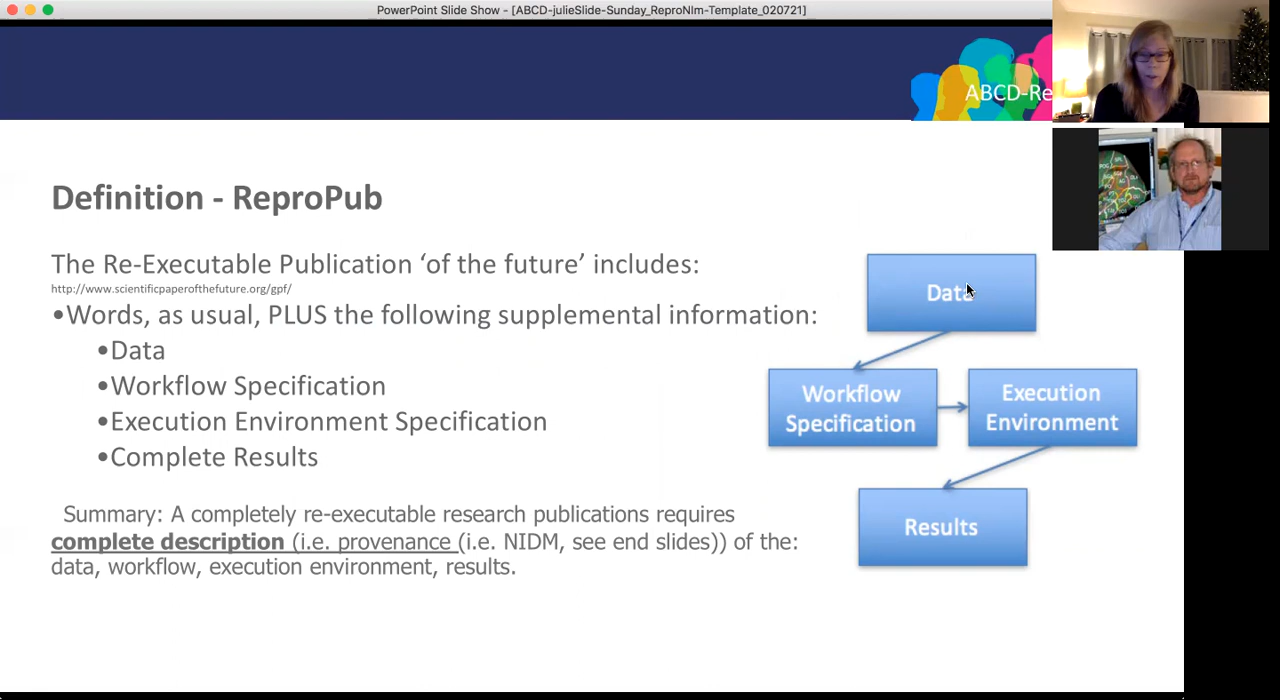 PowerPoint Slide Show - [ABCD-julieSlide-Sunday_ReproNIm-Template_020721]
ABCD-Re
Definition - ReproPub
The Re-Executable Publication ‘of the future’ includes:
http://www.scientificpaperofthefuture.org/gpf/
•Words, as usual, PLUS the following supplemental information:
•Data
•Workflow Specification
•Execution Environment Specification
•Complete Results
Summary: A completely re-executable research publications requires
complete description (i.e. provenance (i.e. NIDM, see end slides)) of the:
data, workflow, execution environment, results.
Data
Workflow
Specification
Execution
Environment
Results